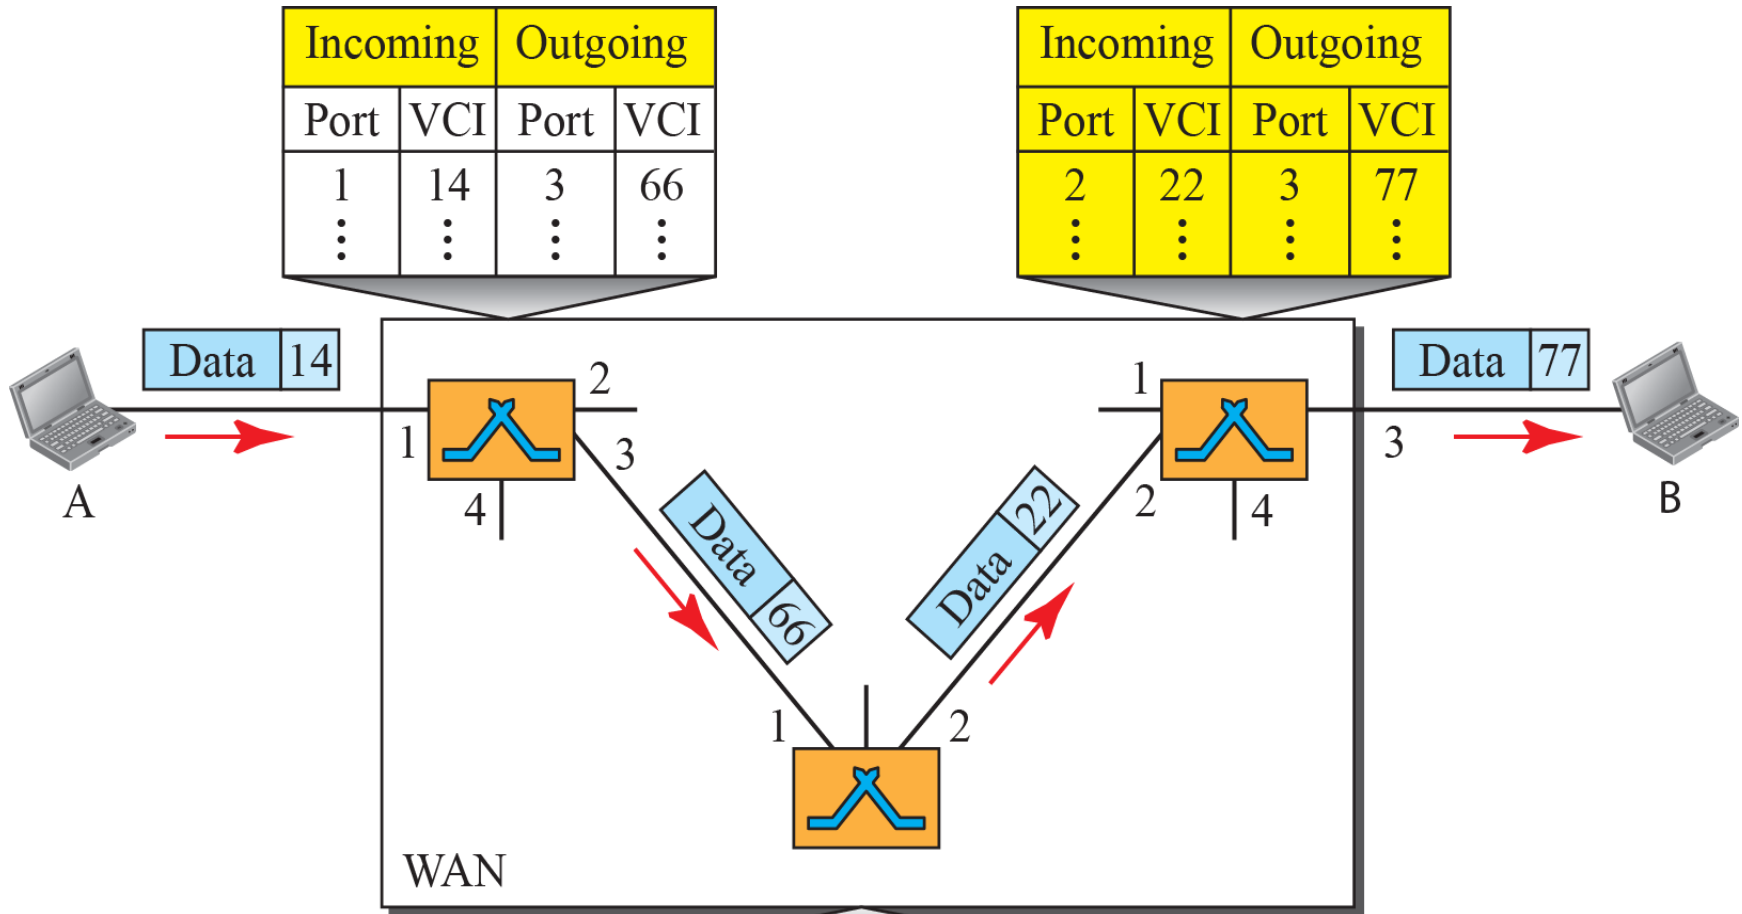 Incoming Outgoing
Port VCI Port VCI
1 14 3 66
Incoming Outgoing
Port VCI Port VCI
2 22 3 77
Data 14
Data 77
2
1
1
3
3
A
4
2
4
B
Data 66
Data 22
1
2
WAN